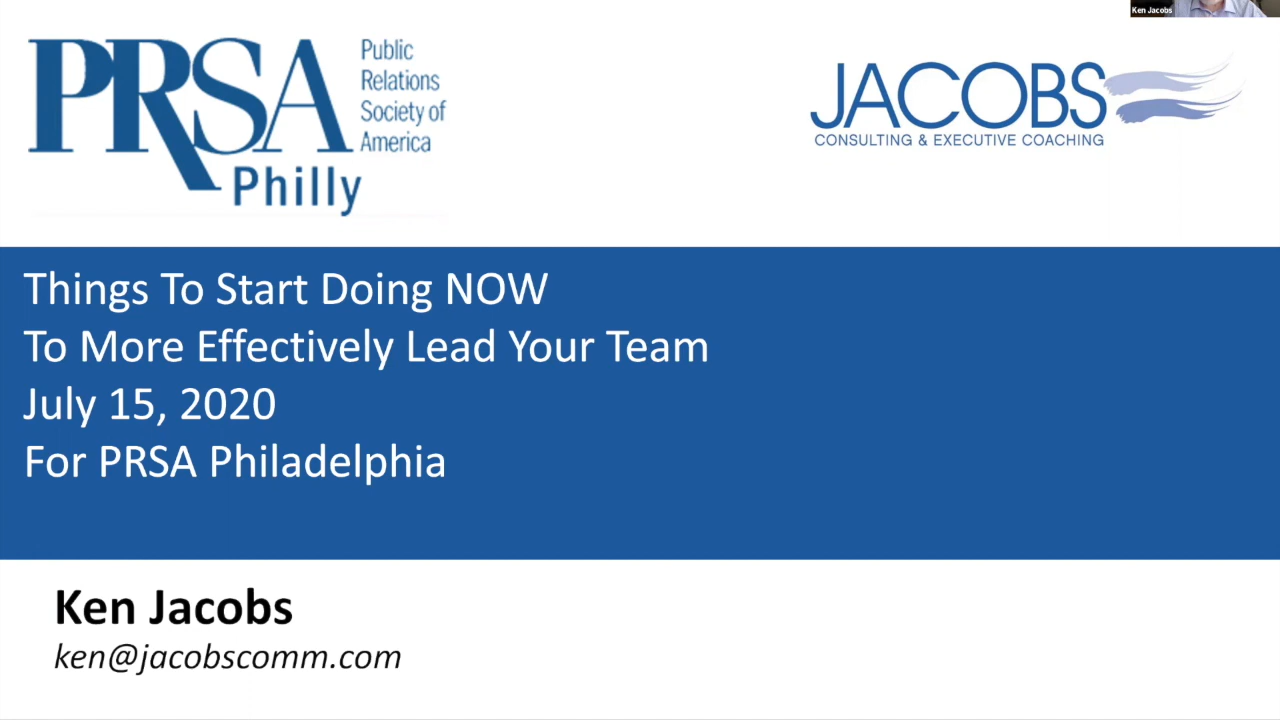 Ken Jacobs
PRSA
Public
Relations
Society of
America
Philly
JACOBS
CONSULTING & EXECUTIVE COACHING
Things To Start Doing NOW
To More Effectively Lead Your Team
July 15, 2020
For PRSA Philadelphia
Ken Jacobs
ken@jacobscomm.com